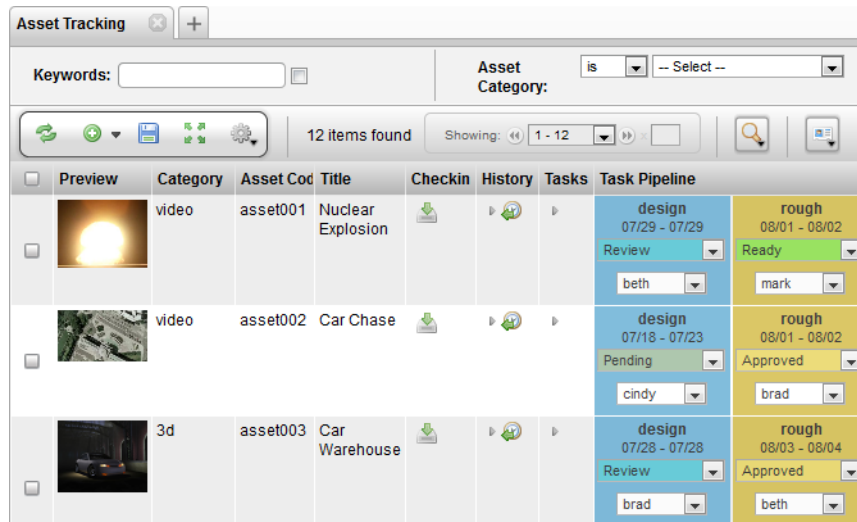 Asset Tracking
Keywords:
Asset Category:
is
-- Select --
12 items found
Showing:
1 - 12
Preview Category Asset Cod Title Checkin History Tasks Task Pipeline
video asset001 Nuclear Explosion
design
07/29 - 07/29
Review
beth
rough
08/01 - 08/02
Ready
mark
video asset002 Car Chase
design
07/18 - 07/23
Pending
cindy
rough
08/01 - 08/02
Approved
brad
3d asset003 Car Warehouse
design
07/28 - 07/28
Review
brad
rough
08/03 - 08/04
Approved
beth